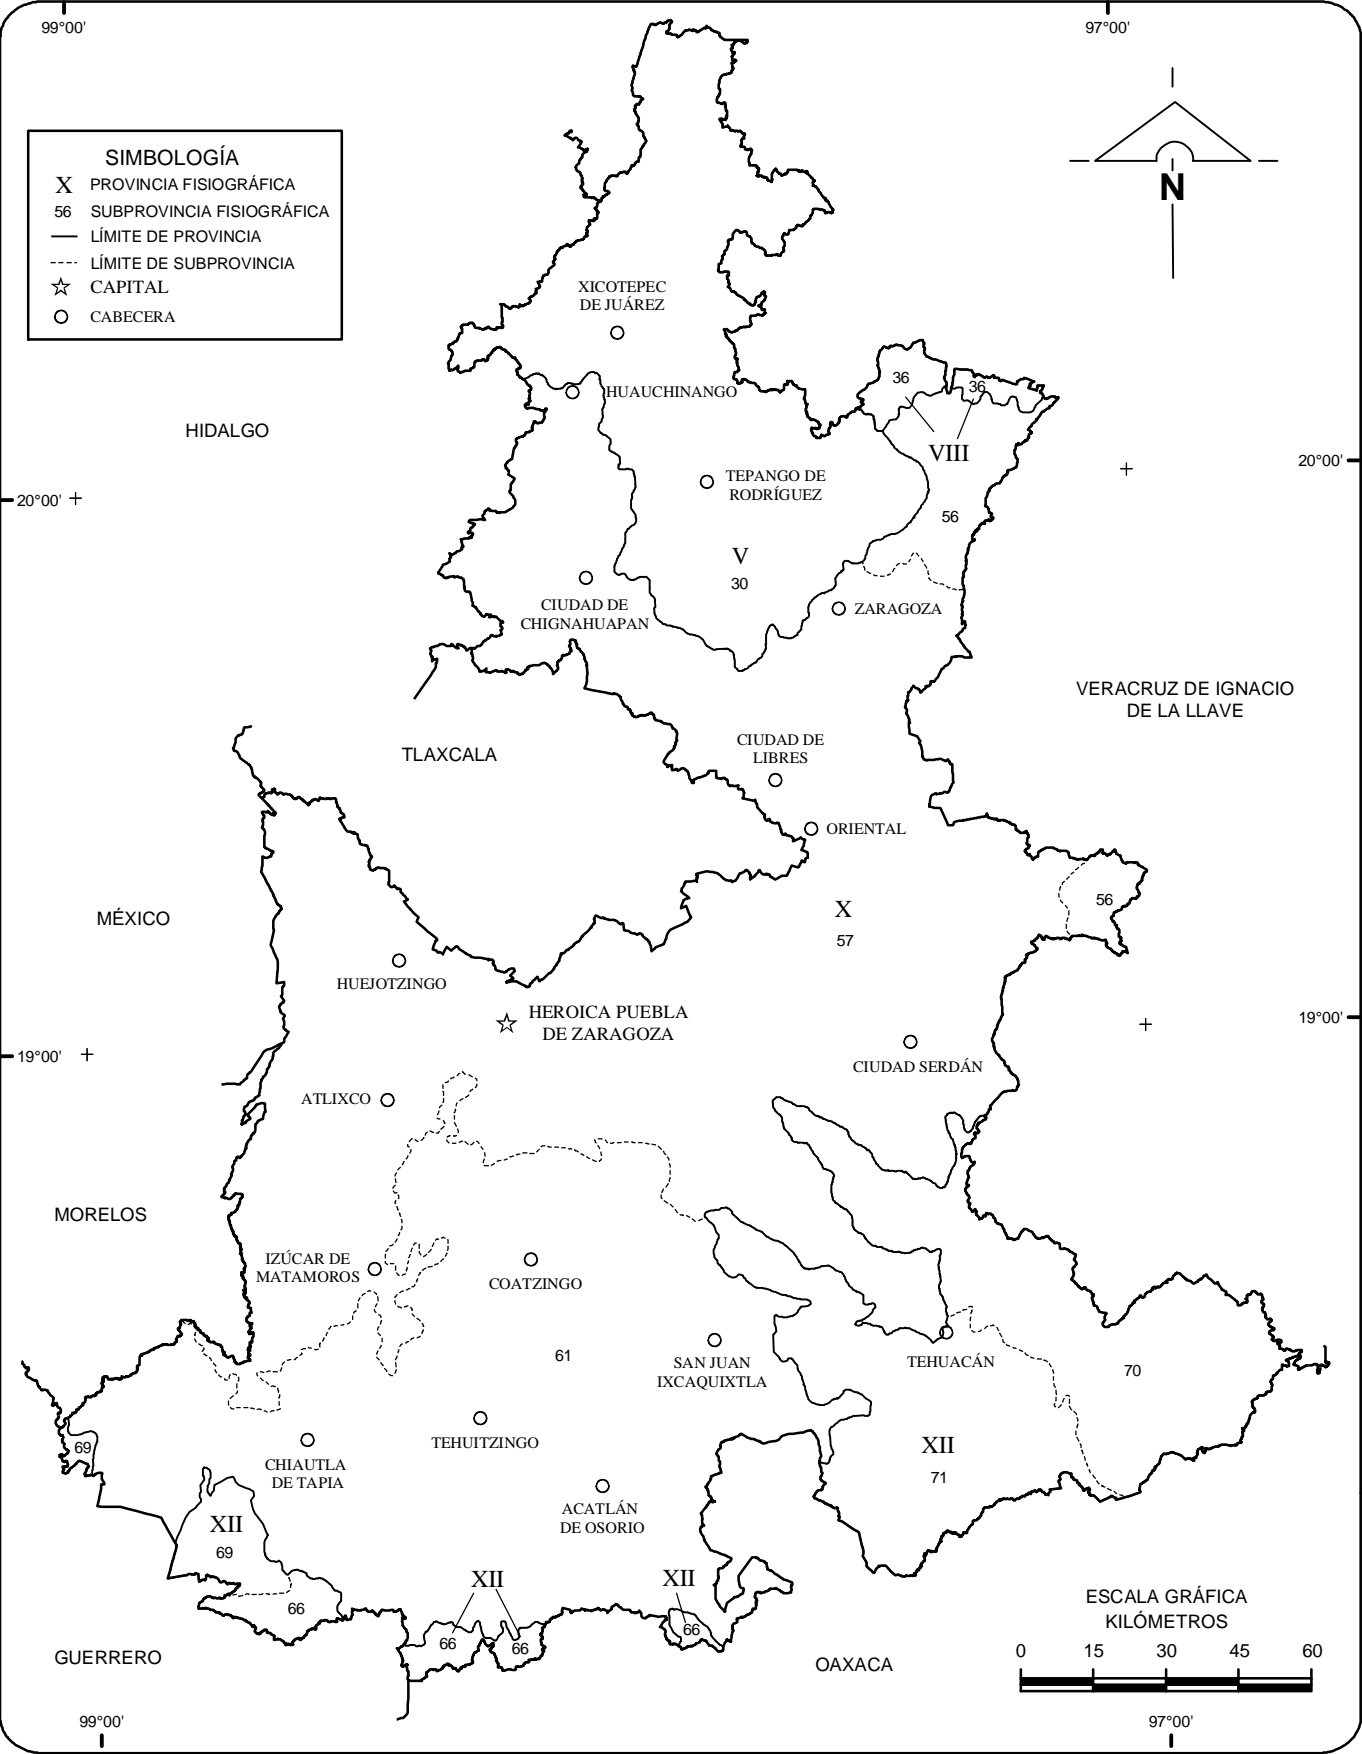 99°00'
97°00'
SIMBOLOGÍA
X PROVINCIA FISIOGRÁFICA
56 SUBPROVINCIA FISIOGRÁFICA
LÍMITE DE PROVINCIA
LÍMITE DE SUBPROVINCIA
CAPITAL
CABECERA
N
XICOTEPEC
DE JUÁREZ
36
36
HUAUCHINANGO
HIDALGO
VIII
20°00'
TEPANGO DE
RODRÍGUEZ
20°00'
56
V
30
CIUDAD DE
CHIGNAHUAPAN
ZARAGOZA
VERACRUZ DE IGNACIO
DE LA LLAVE
TLAXCALA
CIUDAD DE
LIBRES
ORIENTAL
56
MÉXICO
X
57
HUEJOTZINGO
HEROICA PUEBLA
DE ZARAGOZA
19°00'
19°00'
CIUDAD SERDÁN
ATLIXCO
MORELOS
IZÚCAR DE
MATAMOROS
COATZINGO
61
SAN JUAN
IXCAQUIXTLA
TEHUACÁN
70
69
TEHUITZINGO
XII
71
CHIAUTLA
DE TAPIA
ACATLÁN
DE OSORIO
XII
69
XII
XII
66
66
66
66
ESCALA GRÁFICA
KILÓMETROS
0 15 30 45 60
GUERRERO
OAXACA
99°00'
97°00'